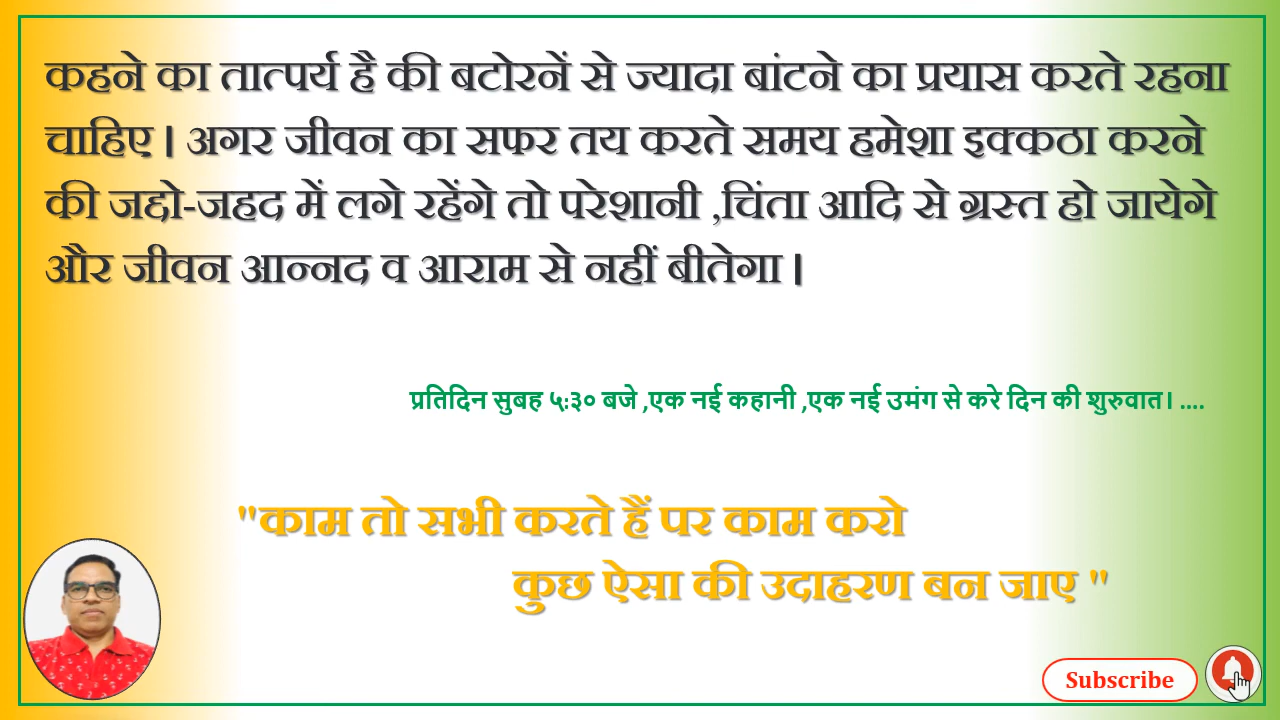 कहने का तात्पर्य है की बटोरनें से ज्यादा बांटने का प्रयास करते रहना
चाहिए । अगर जीवन का सफर तय करते समय हमेशा इक्कठा करने
की जद्दो-जहद में लगे रहेंगे तो परेशानी ,चिंता आदि से ग्रस्त हो जायेगे
और जीवन आन्नद व आराम से नहीं बीतेगा ।
प्रतिदिन सुबह ५:३० बजे ,एक नई कहानी ,एक नई उमंग से करे दिन की शुरुवात। ....
"काम तो सभी करते हैं पर काम करो
कुछ ऐसा की उदाहरण बन जाए "
Subscribe